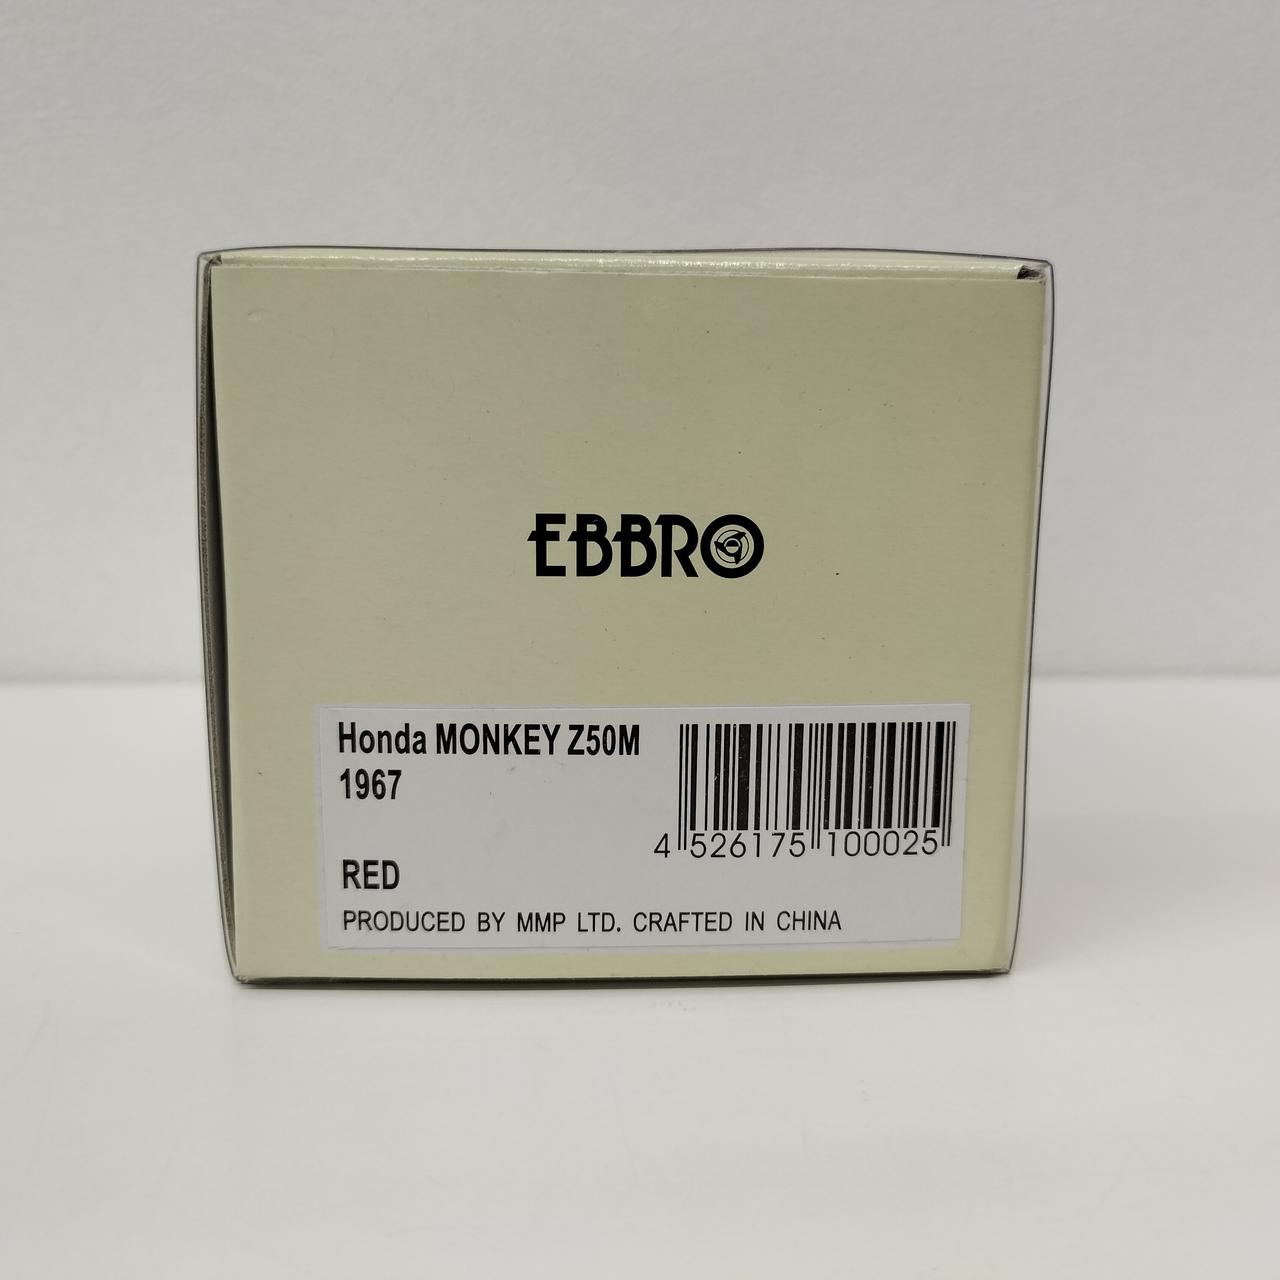 EBBRO
Honda MONKEY Z50M
1967
4 526175 100025
RED
PRODUCED BY MMP LTD. CRAFTED IN CHINA